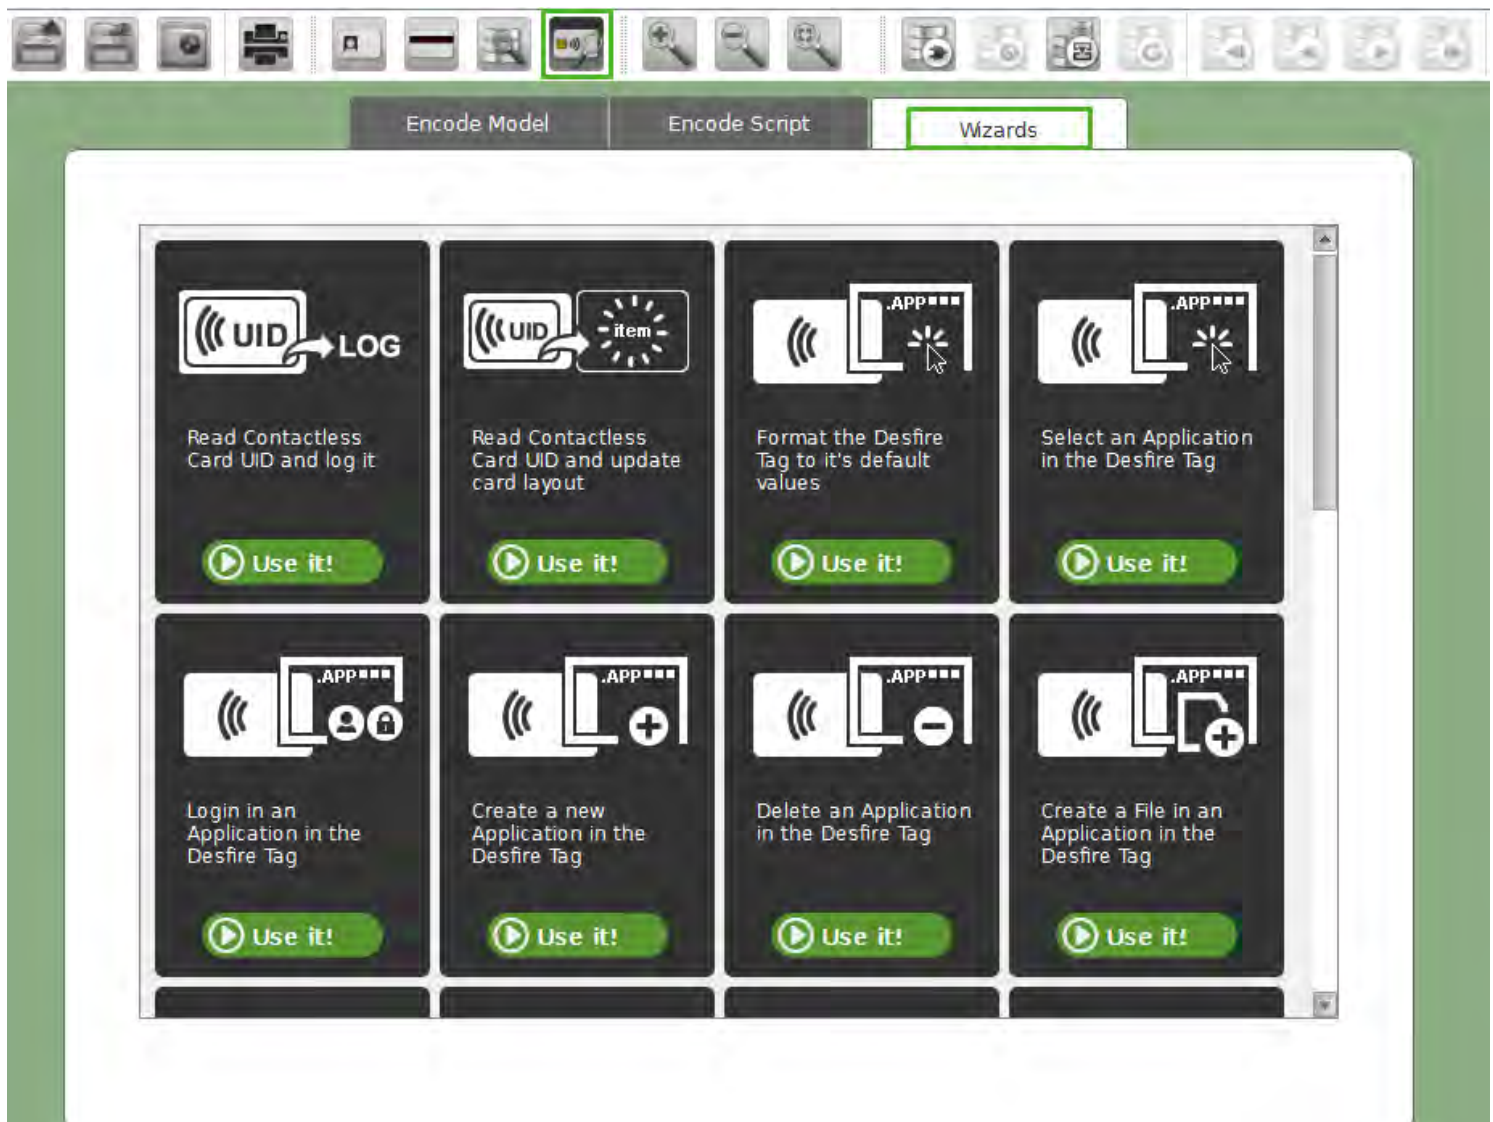 Encode Model
Encode Script
Wizards
UID
LOG
UID
item
.APP
.APP
Read Contactless
Card UID and log it
Read Contactless
Card UID and update
card layout
Format the Desfire
Tag to it's default
values
Select an Application
in the Desfire Tag
Use it!
Use it!
Use it!
Use it!
.APP
.APP
.APP
.APP
Login in an
Application in the
Desfire Tag
Create a new
Application in the
Desfire Tag
Delete an Application
in the Desfire Tag
Create a File in an
Application in the
Desfire Tag
Use it!
Use it!
Use it!
Use it!